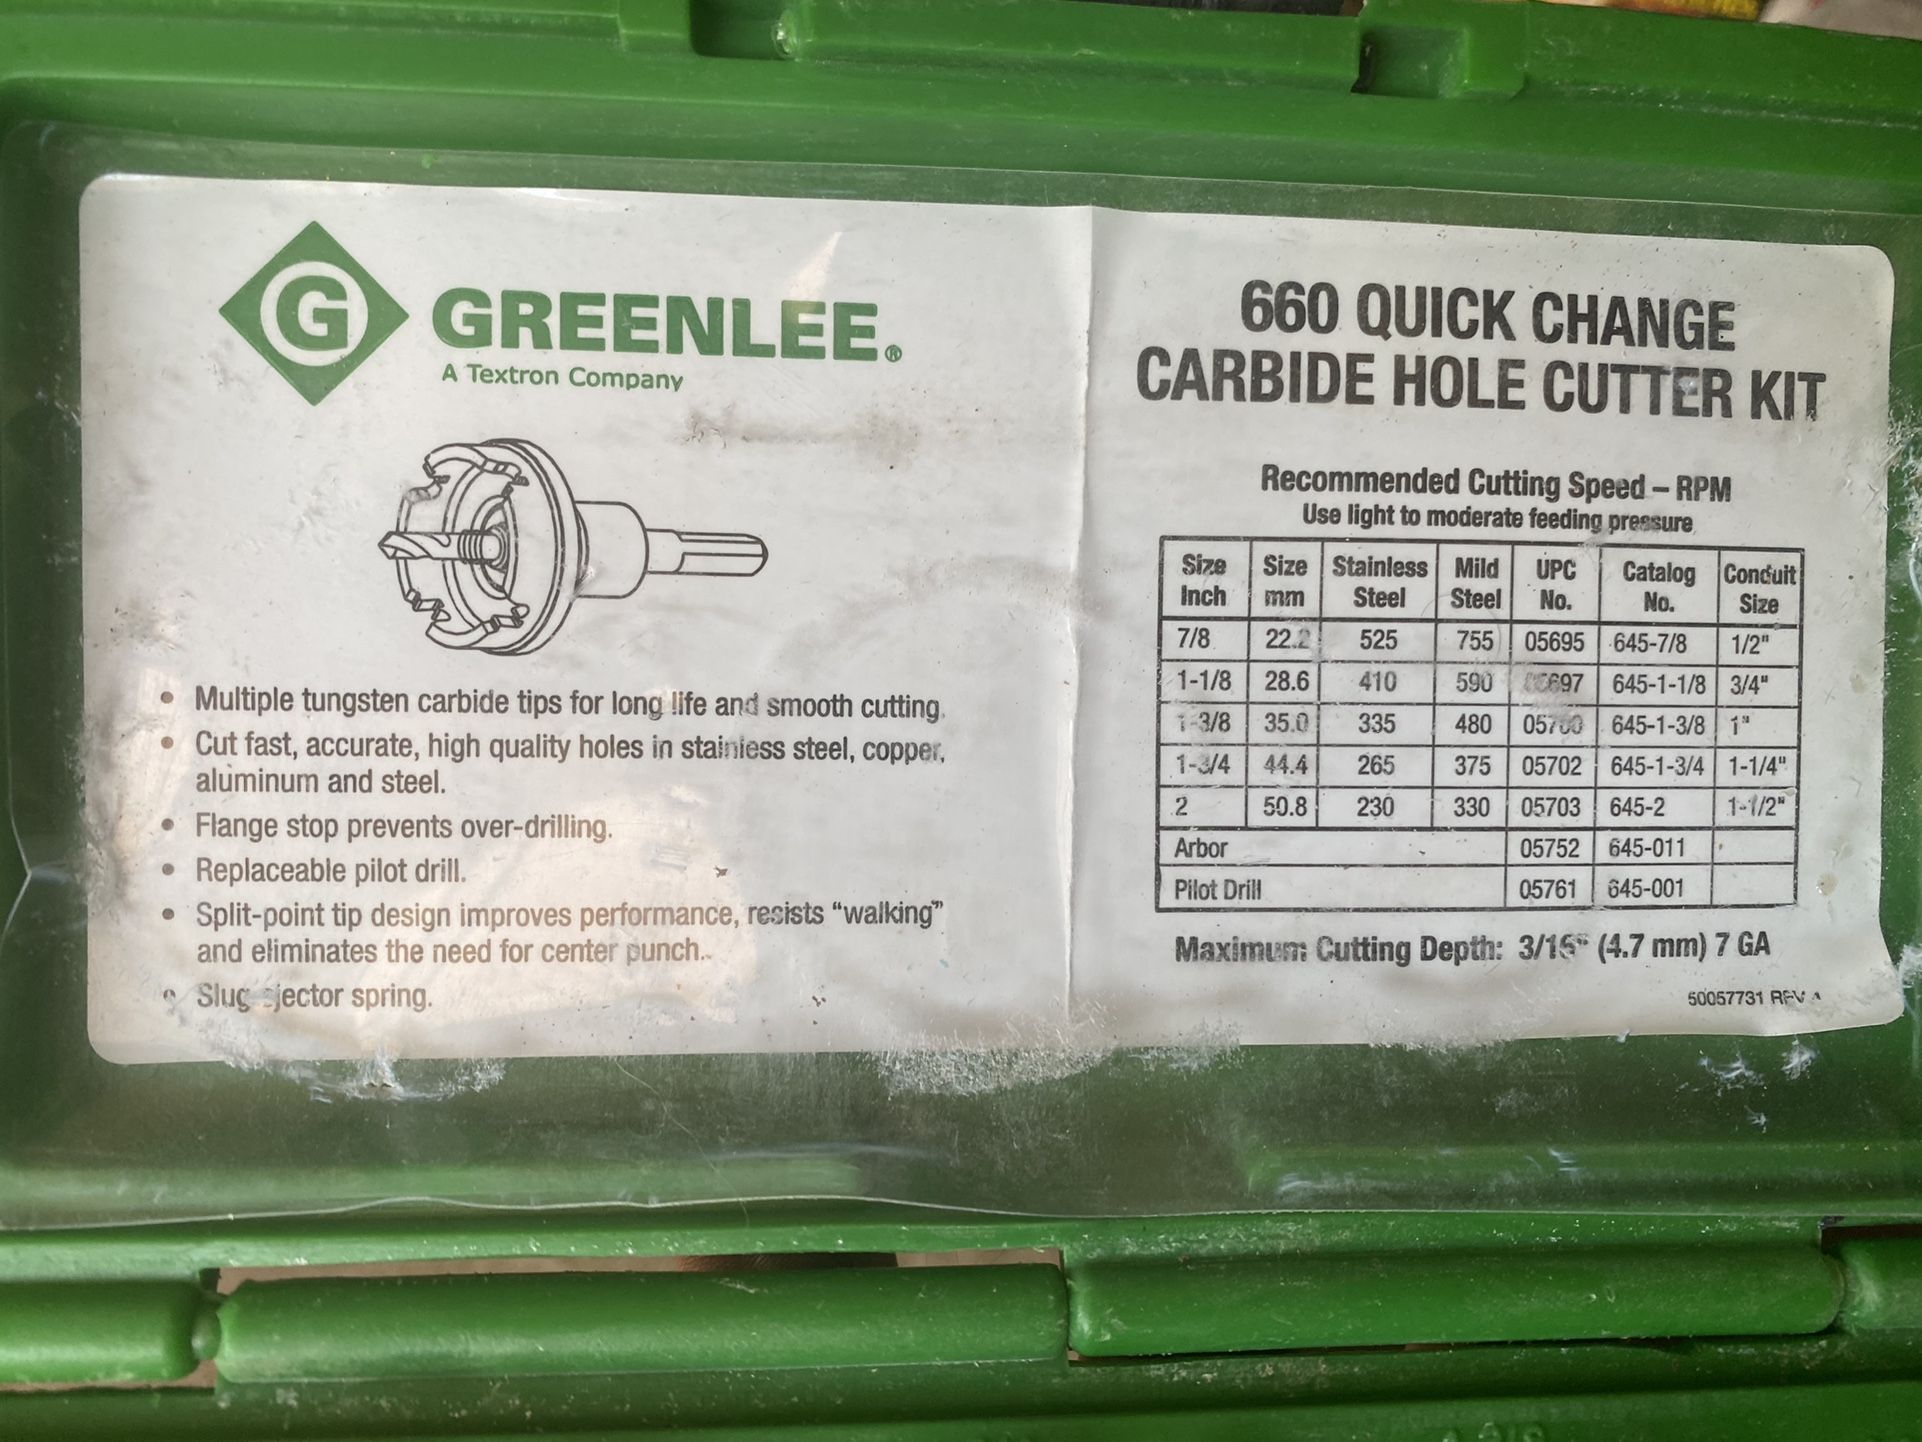 G GREENLEE®
A Textron Company
660 QUICK CHANGE
CARBIDE HOLE CUTTER KIT
Recommended Cutting Speed – RPM
Use light to moderate feeding pressure
Size Inch Size mm Stainless Steel Mild Steel UPC No. Catalog No. Conduit Size
7/8 22.2 525 755 05695 645-7/8 1/2"
1-1/8 28.6 410 590 645-1-1/8 3/4"
1-3/8 35.0 335 480 645-1-3/8 1"
1-3/4 44.4 265 375 05702 645-1-3/4 1-1/4"
2 50.8 230 330 05703 645-2 1-1/2"
Arbor 05752 645-011
Pilot Drill 05761 645-001
Maximum Cutting Depth: 3/16" (4.7 mm) 7 GA
50057731 REV
• Multiple tungsten carbide tips for long life and smooth cutting.
• Cut fast, accurate, high quality holes in stainless steel, copper,
aluminum and steel.
• Flange stop prevents over-drilling.
• Replaceable pilot drill.
• Split-point tip design improves performance, resists “walking”
and eliminates the need for center punch.
• Slug ejector spring.